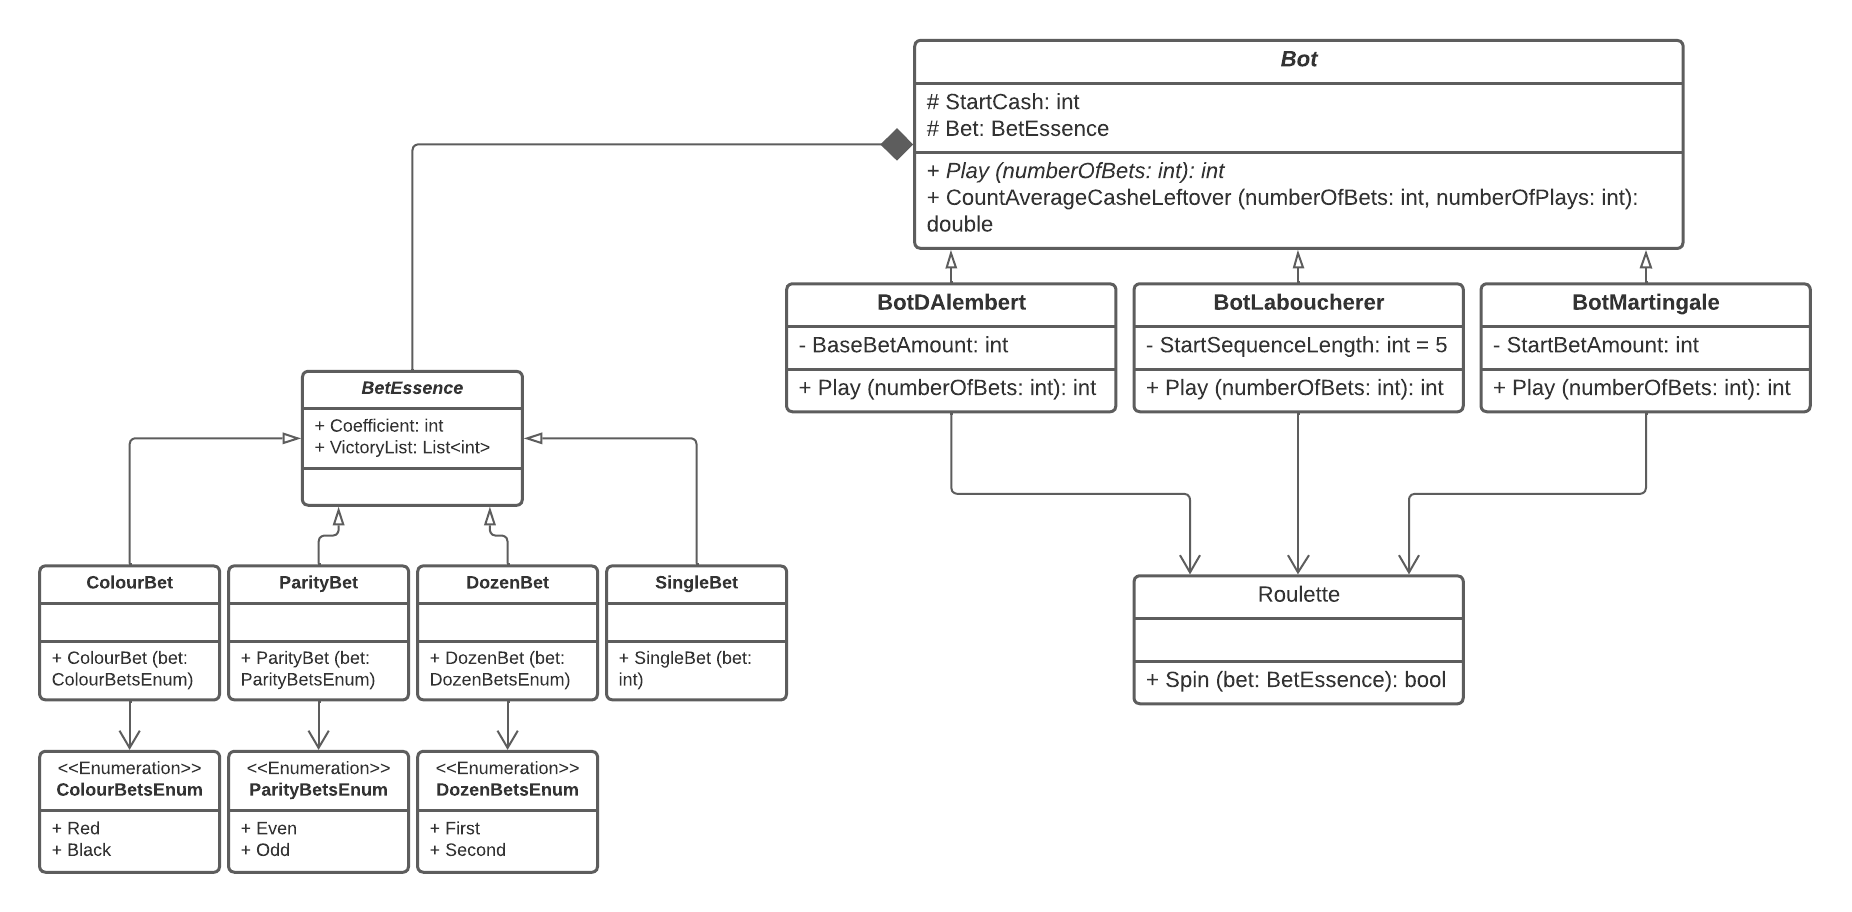 Bot
# StartCash: int
# Bet: BetEssence
+ Play (numberOfBets: int): int
+ CountAverageCasheLeftover (numberOfBets: int, numberOfPlays: int):
double
BotDAlembert
- BaseBetAmount: int
+ Play (numberOfBets: int): int
BotLaboucherer
- StartSequenceLength: int = 5
+ Play (numberOfBets: int): int
BotMartingale
- StartBetAmount: int
+ Play (numberOfBets: int): int
BetEssence
+ Coefficient: int
+ VictoryList: List<int>
ColourBet
+ ColourBet (bet:
ColourBetsEnum)
ParityBet
+ ParityBet (bet:
ParityBetsEnum)
DozenBet
+ DozenBet (bet:
DozenBetsEnum)
SingleBet
+ SingleBet (bet:
int)
Roulette
+ Spin (bet: BetEssence): bool
<<Enumeration>>
ColourBetsEnum
+ Red
+ Black
<<Enumeration>>
ParityBetsEnum
+ Even
+ Odd
<<Enumeration>>
DozenBetsEnum
+ First
+ Second